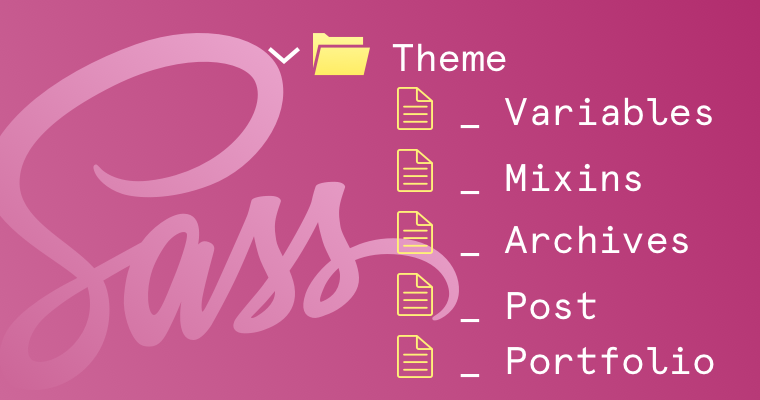 Sass
Theme
_ Variables
_ Mixins
_ Archives
_ Post
_ Portfolio